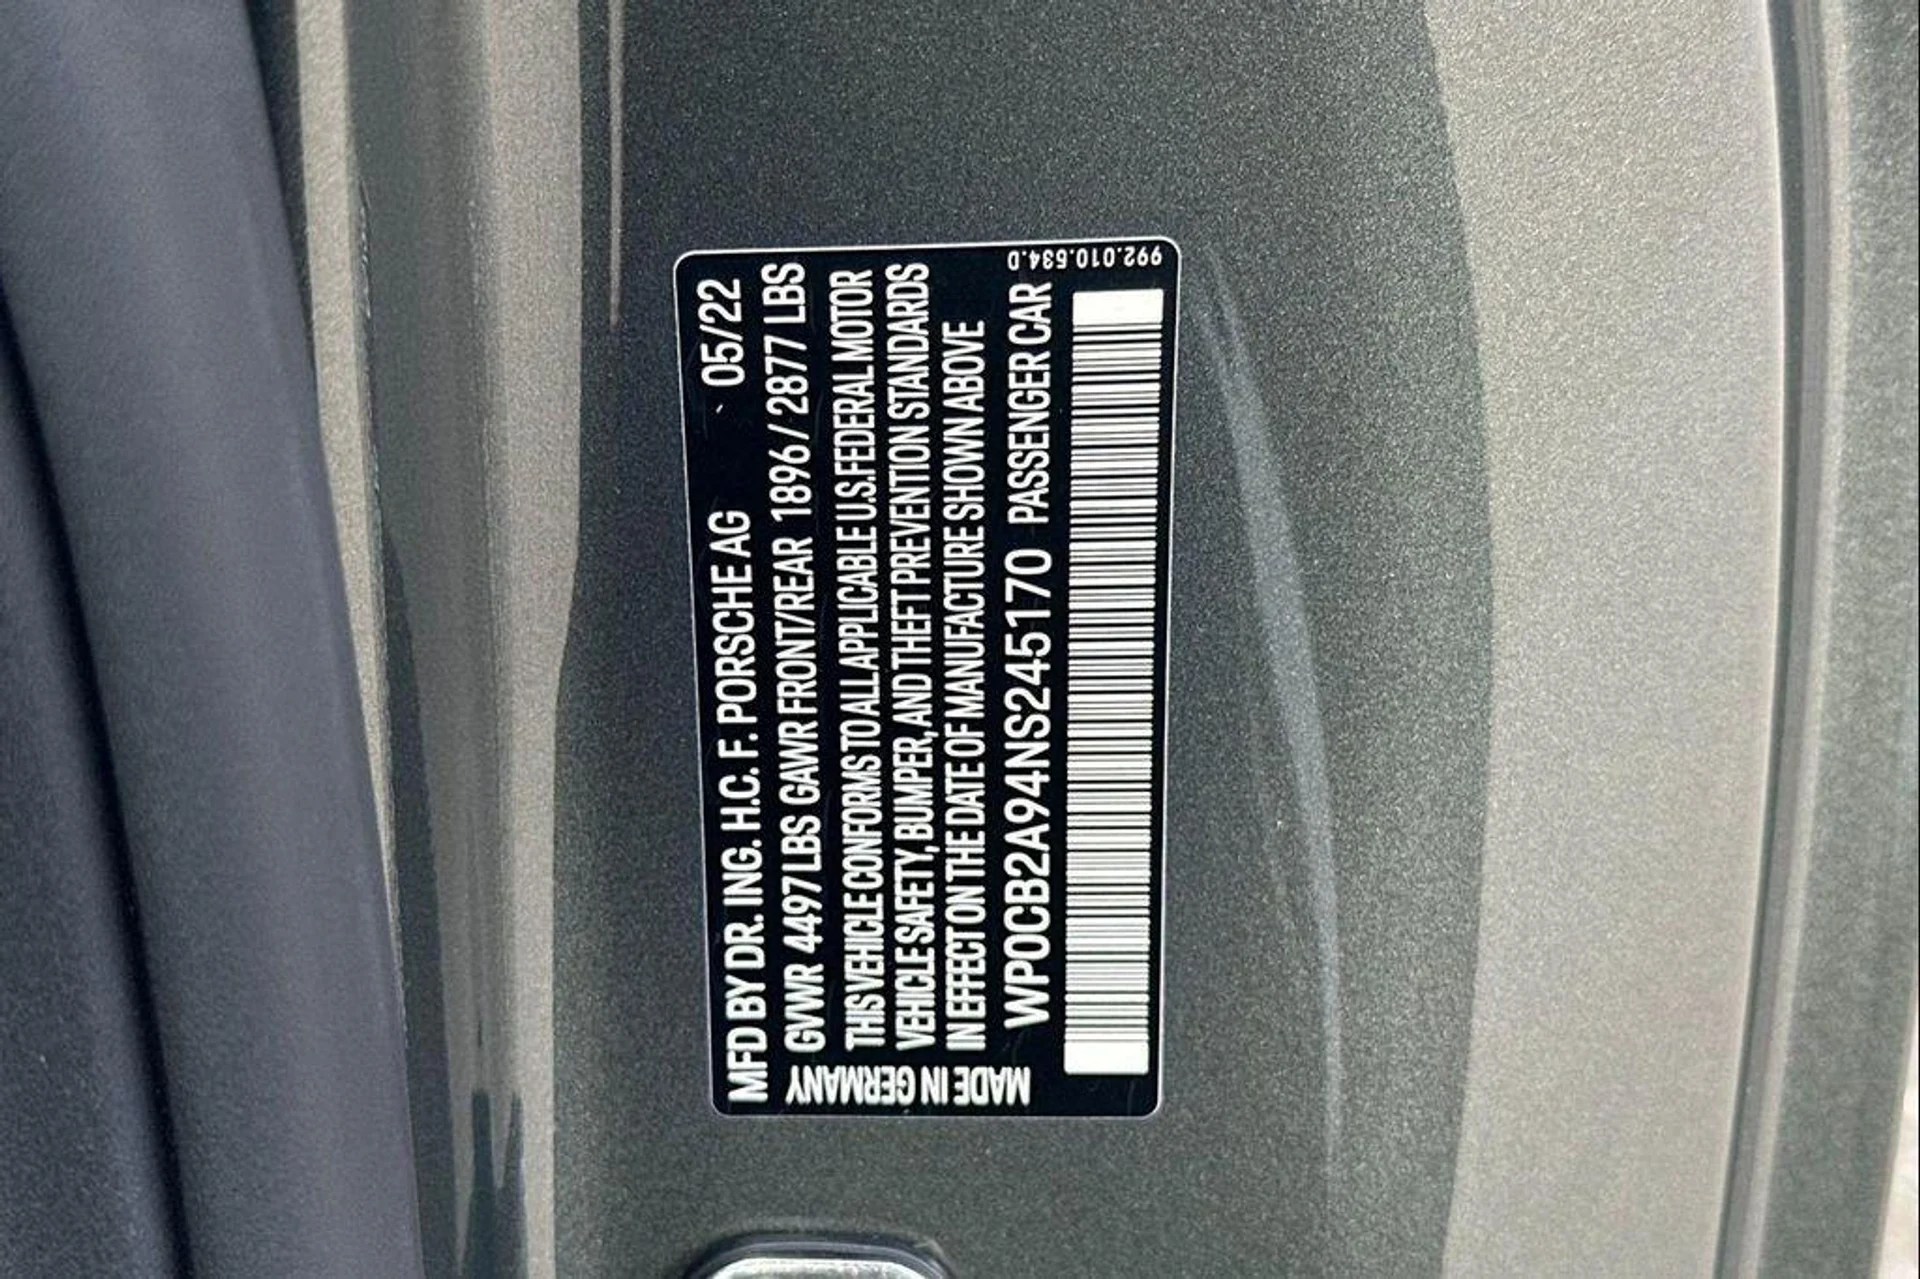 MFD BY DR. ING. H.C. F. PORSCHE AG 05/22
GVWR 4497LBS GAWR FRONT/REAR 1896/2877 LBS
THIS VEHICLE CONFORMS TO ALL APPLICABLE U.S. FEDERAL MOTOR
VEHICLE SAFETY, BUMPER, AND THEFT PREVENTION STANDARDS
IN EFFECT ON THE DATE OF MANUFACTURE SHOWN ABOVE
WP0CB2A94NS245170 PASSENGER CAR
MADE IN GERMANY
992.010.634.D